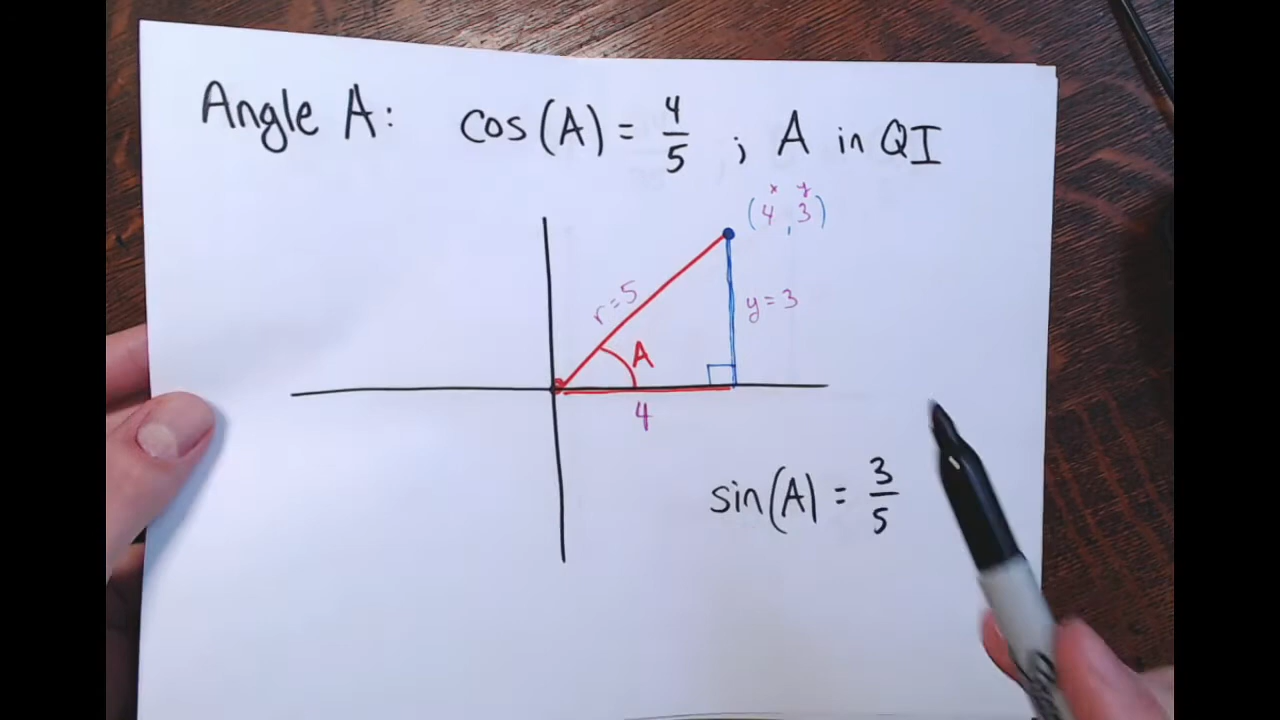 Angle A: cos(A) = 4/5 ; A in QI
x y
(4, 3)
r=5
y=3
A
4
sin(A) = 3/5